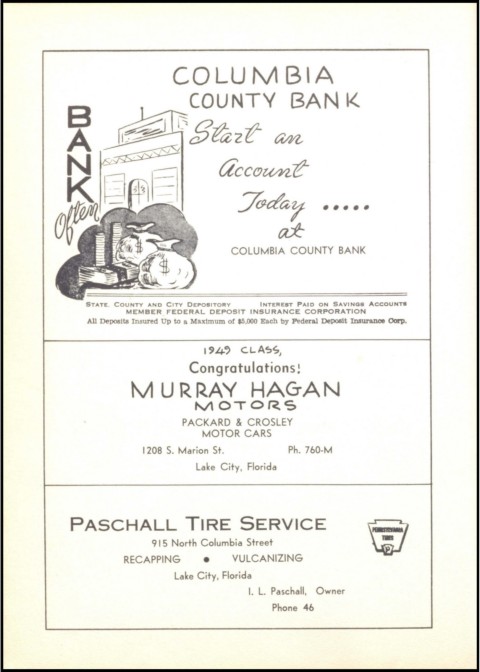 COLUMBIA
COUNTY BANK
BANK
Often
Start an
Account
Today .....
at
COLUMBIA COUNTY BANK
STATE, COUNTY AND CITY DEPOSITORY INTEREST PAID ON SAVINGS ACCOUNTS
MEMBER FEDERAL DEPOSIT INSURANCE CORPORATION
All Deposits Insured Up to a Maximum of $5,000 Each by Federal Deposit Insurance Corp.
1949 CLASS,
Congratulations!
MURRAY HAGAN
MOTORS
PACKARD & CROSLEY
MOTOR CARS
1208 S. Marion St. Ph. 760-M
Lake City, Florida
PASCHALL TIRE SERVICE
915 North Columbia Street
RECAPPING • VULCANIZING
Lake City, Florida
I. L. Paschall, Owner
Phone 46
PENNSYLVANIA
TIRES
P